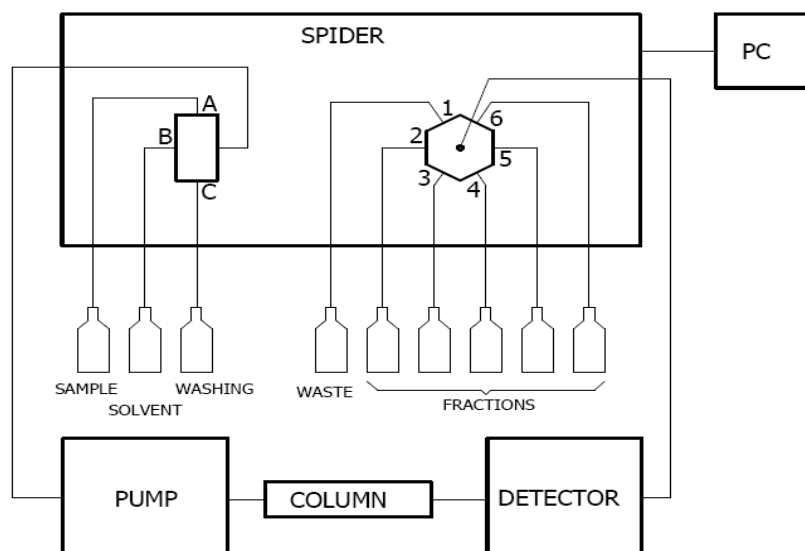 SPIDER
PC
A
B
C
1
6
2
5
3
4
SAMPLE
WASHING
SOLVENT
WASTE
FRACTIONS
PUMP
COLUMN
DETECTOR